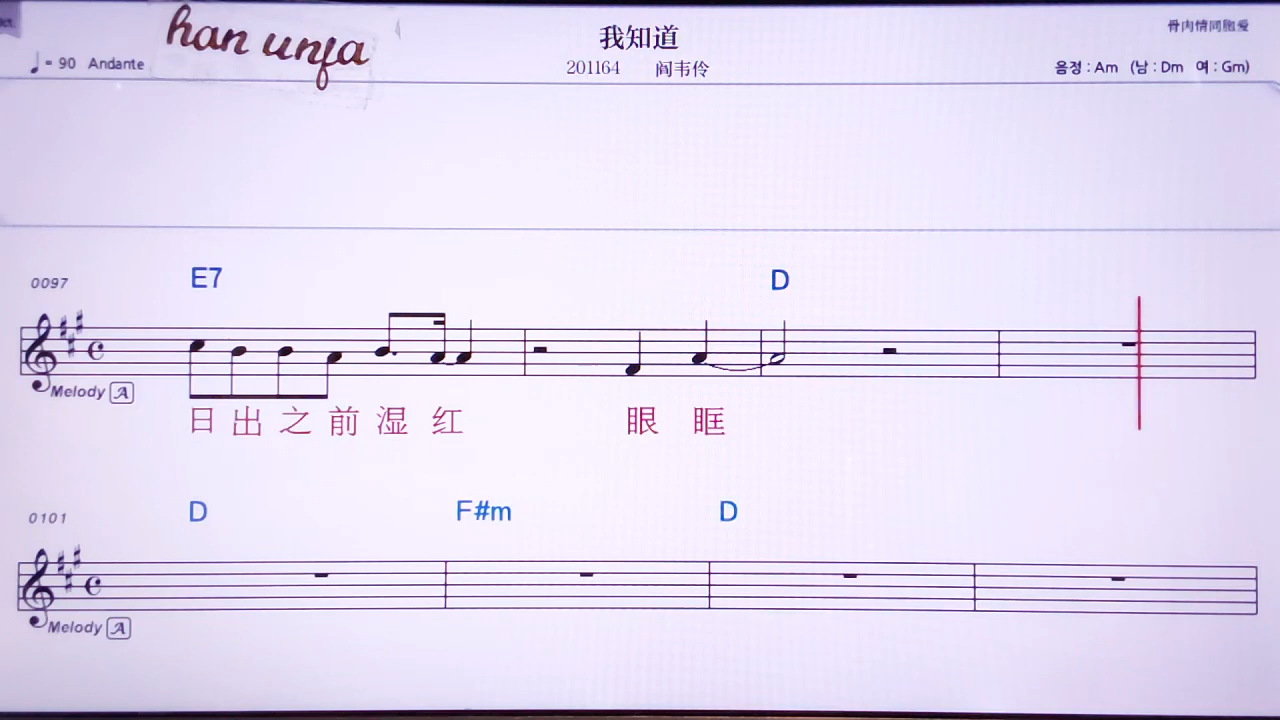 han unfa
我知道
骨肉情同胞爱
♩= 90 Andante
201164 阎韦伶
음정 : Am (남 : Dm 여 : Gm)
0097 E7 D
Melody A
日 出 之 前 湿 红 眼 眶
0101 D F#m D
Melody A